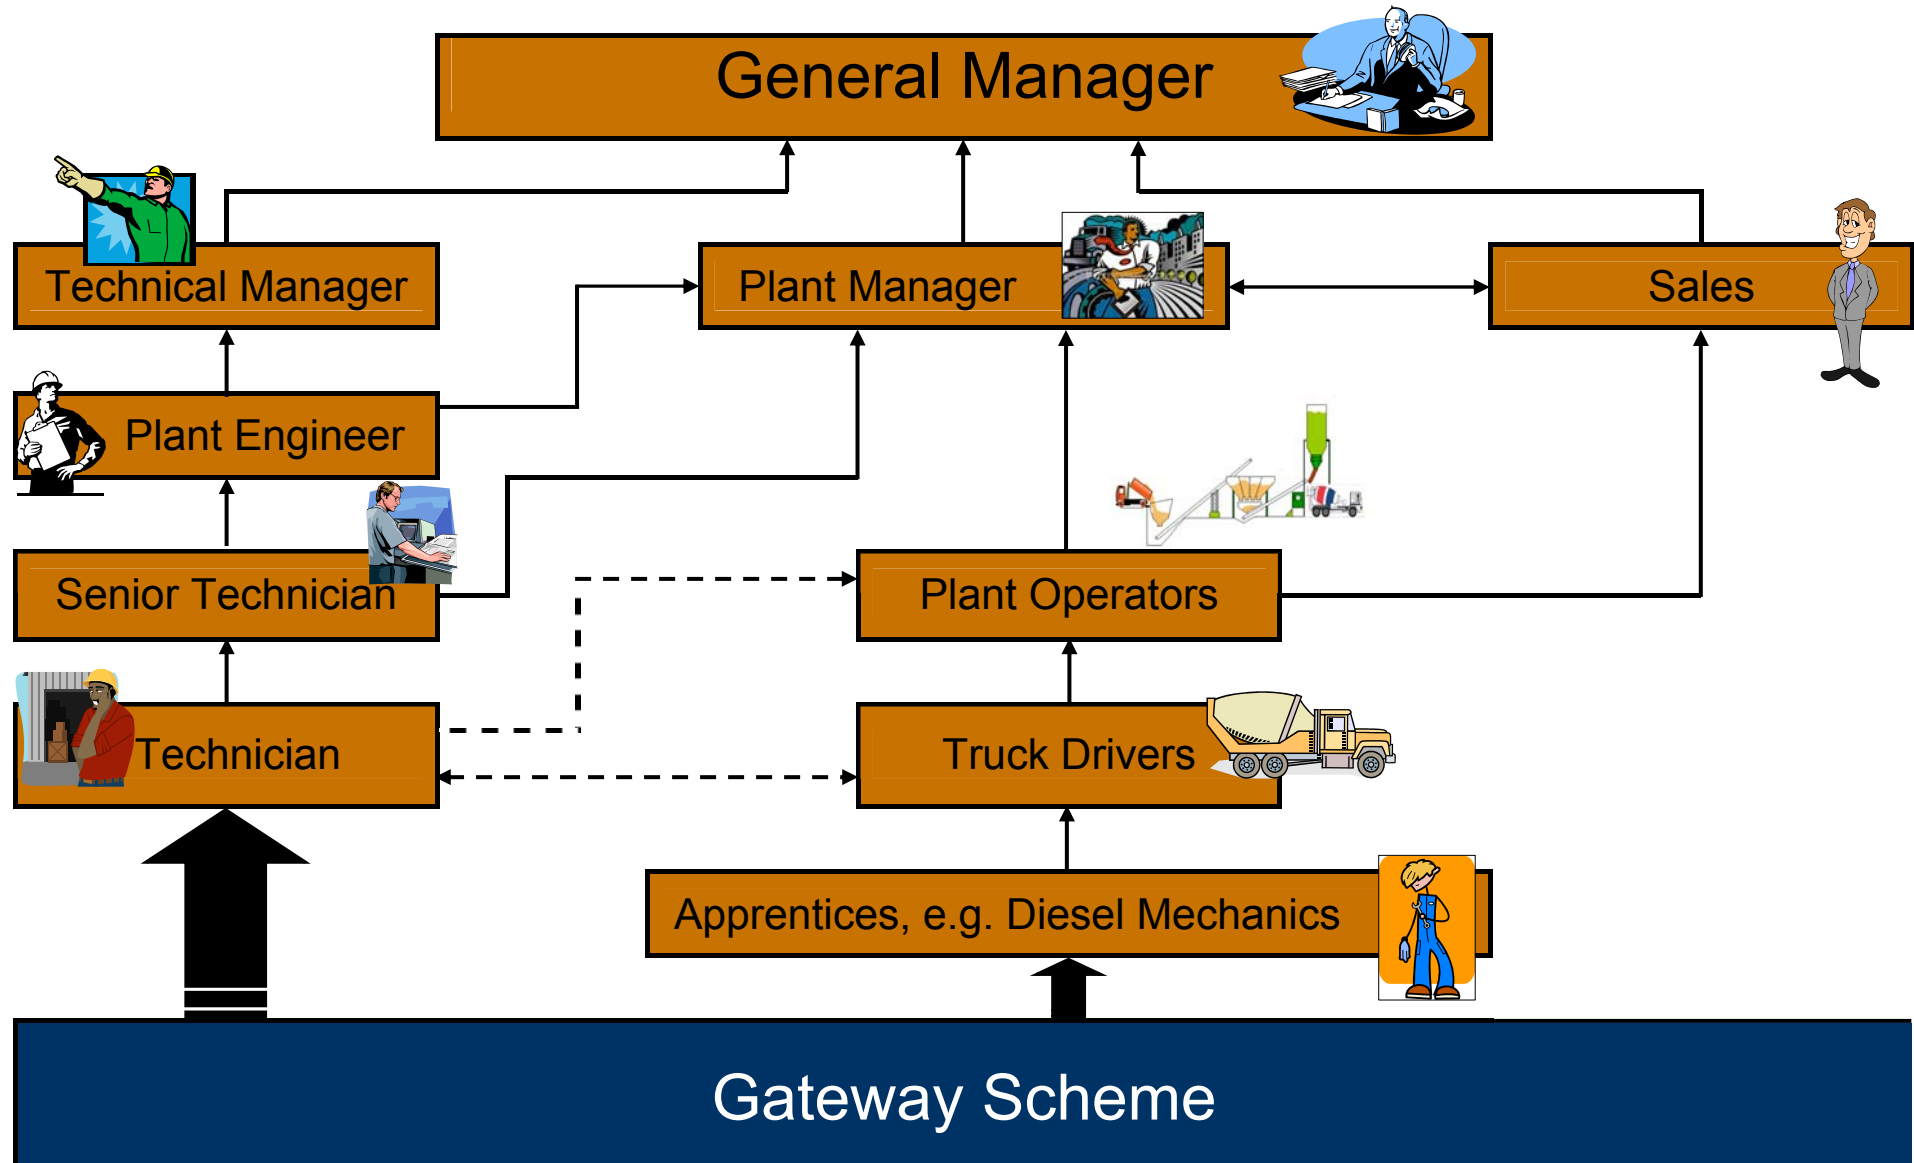 General Manager
Technical Manager
Plant Manager
Sales
Plant Engineer
Senior Technician
Plant Operators
Technician
Truck Drivers
Apprentices, e.g. Diesel Mechanics
Gateway Scheme